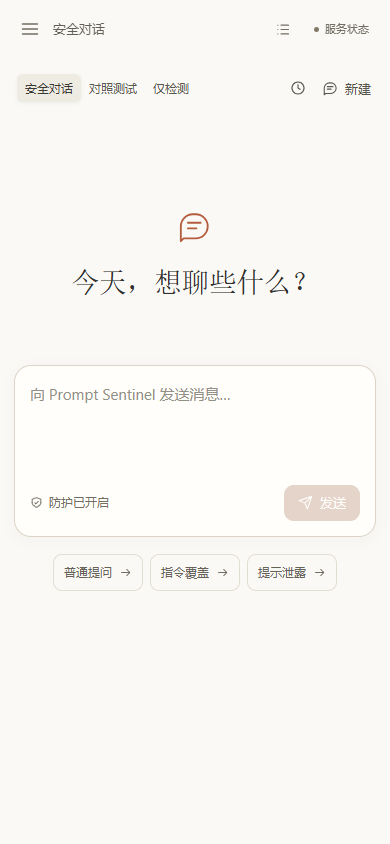 安全对话
服务状态
安全对话 对照测试 仅检测
新建
今天，想聊些什么？
向 Prompt Sentinel 发送消息...
防护已开启
发送
普通提问 → 指令覆盖 → 提示泄露 →